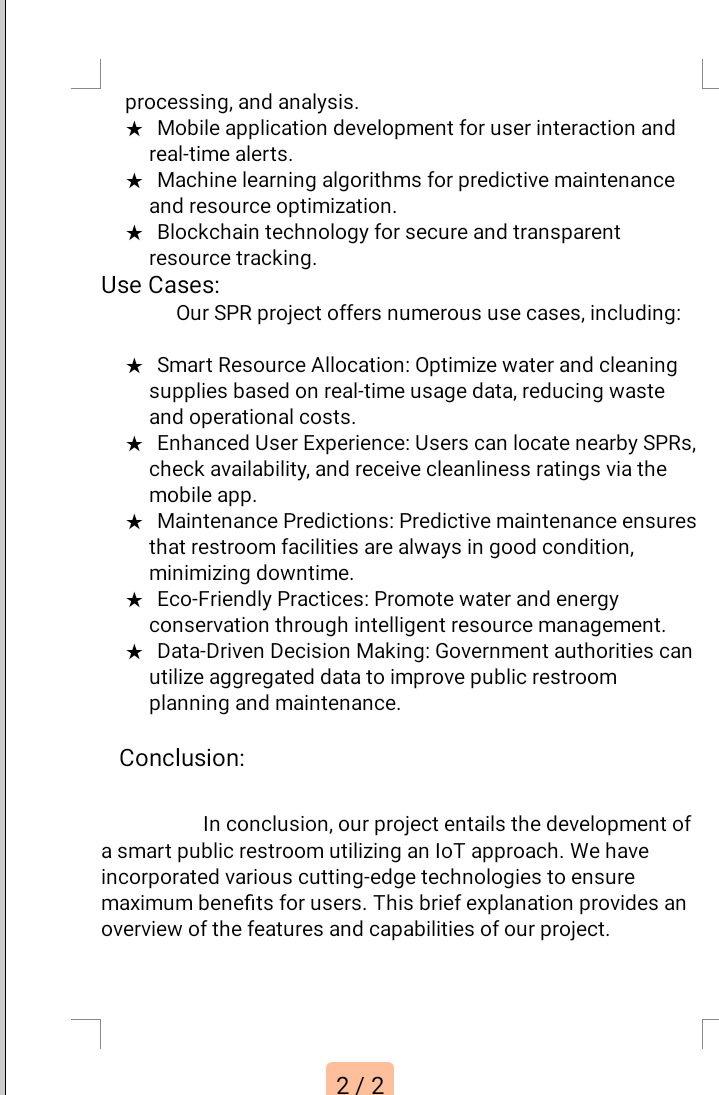 processing, and analysis.
★ Mobile application development for user interaction and
real-time alerts.
★ Machine learning algorithms for predictive maintenance
and resource optimization.
★ Blockchain technology for secure and transparent
resource tracking.
Use Cases:
Our SPR project offers numerous use cases, including:
★ Smart Resource Allocation: Optimize water and cleaning
supplies based on real-time usage data, reducing waste
and operational costs.
★ Enhanced User Experience: Users can locate nearby SPRs,
check availability, and receive cleanliness ratings via the
mobile app.
★ Maintenance Predictions: Predictive maintenance ensures
that restroom facilities are always in good condition,
minimizing downtime.
★ Eco-Friendly Practices: Promote water and energy
conservation through intelligent resource management.
★ Data-Driven Decision Making: Government authorities can
utilize aggregated data to improve public restroom
planning and maintenance.
Conclusion:
In conclusion, our project entails the development of
a smart public restroom utilizing an IoT approach. We have
incorporated various cutting-edge technologies to ensure
maximum benefits for users. This brief explanation provides an
overview of the features and capabilities of our project.
2 / 2